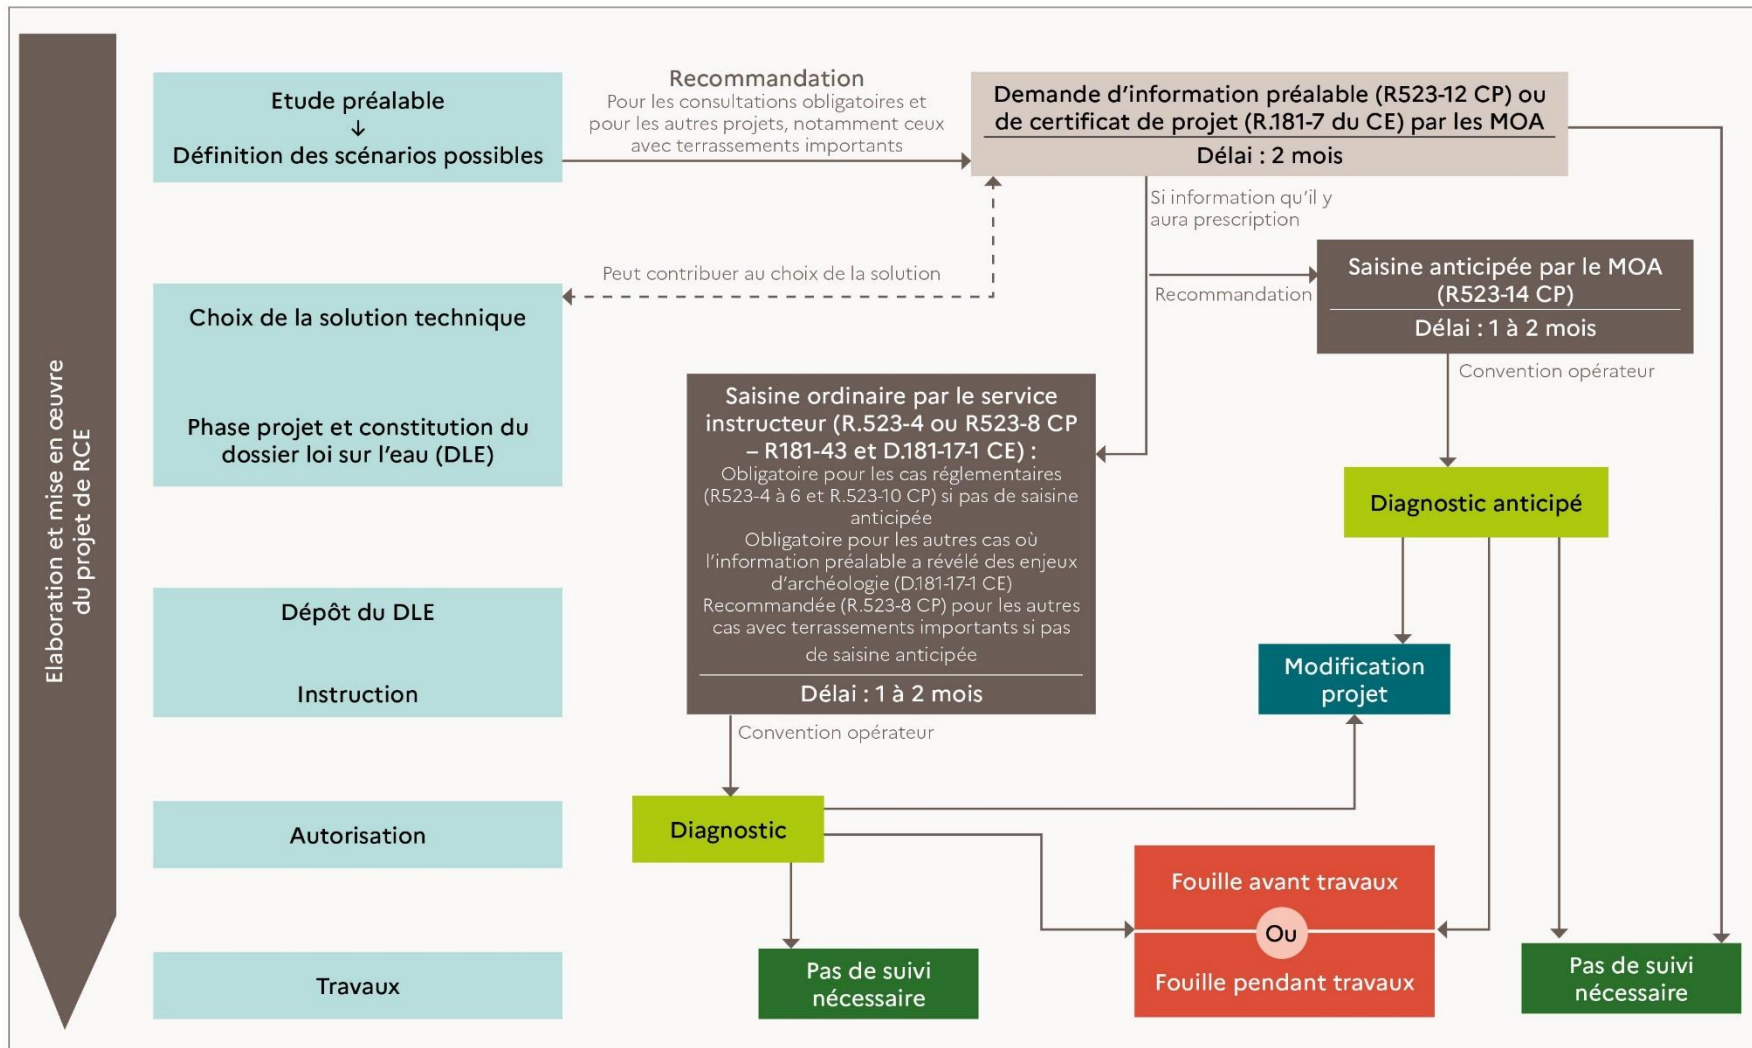 Elaboration et mise en œuvre
du projet de RCE
Etude préalable
↓
Définition des scénarios possibles
Recommandation
Pour les consultations obligatoires et
pour les autres projets, notamment ceux
avec terrassements importants
Demande d'information préalable (R523-12 CP) ou
de certificat de projet (R.181-7 du CE) par les MOA
Délai : 2 mois
Si information qu'il y
aura prescription
Peut contribuer au choix de la solution
Recommandation
Saisine anticipée par le MOA
(R523-14 CP)
Délai : 1 à 2 mois
Convention opérateur
Choix de la solution technique
Phase projet et constitution du
dossier loi sur l'eau (DLE)
Saisine ordinaire par le service
instructeur (R.523-4 ou R523-8 CP
– R181-43 et D.181-17-1 CE) :
Obligatoire pour les cas réglementaires
(R523-4 à 6 et R.523-10 CP) si pas de saisine
anticipée
Obligatoire pour les autres cas où
l'information préalable a révélé des enjeux
d'archéologie (D.181-17-1 CE)
Recommandée (R.523-8 CP) pour les autres
cas avec terrassements importants si pas
de saisine anticipée
Délai : 1 à 2 mois
Convention opérateur
Diagnostic anticipé
Dépôt du DLE
Instruction
Modification
projet
Autorisation
Diagnostic
Fouille avant travaux
Ou
Fouille pendant travaux
Travaux
Pas de suivi
nécessaire
Pas de suivi
nécessaire